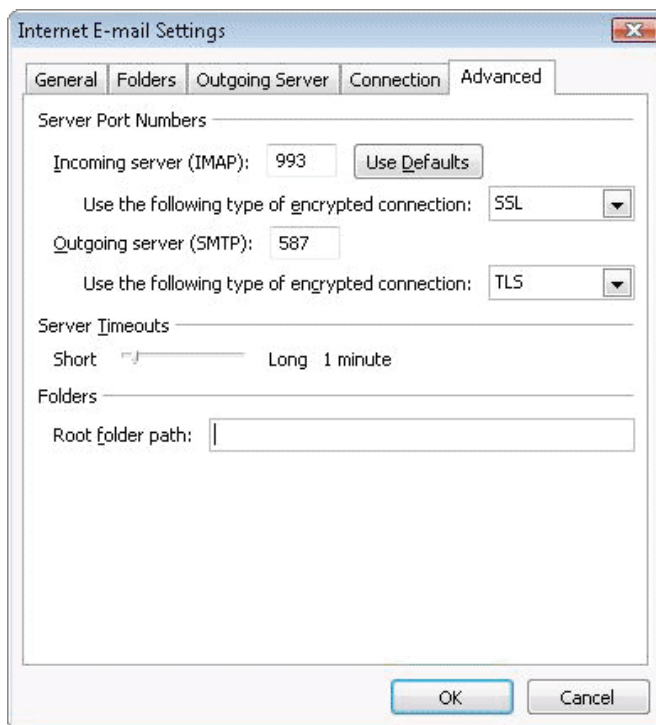 Internet E-mail Settings
General Folders Outgoing Server Connection Advanced
Server Port Numbers
Incoming server (IMAP): 993 Use Defaults
Use the following type of encrypted connection: SSL
Outgoing server (SMTP): 587
Use the following type of encrypted connection: TLS
Server Timeouts
Short Long 1 minute
Folders
Root folder path:
OK Cancel